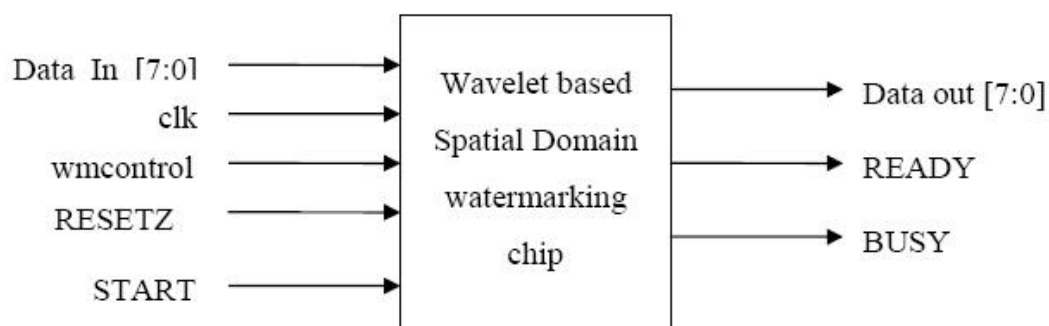 Data In [7:0]
clk
wmcontrol
RESETZ
START
Wavelet based
Spatial Domain
watermarking
chip
Data out [7:0]
READY
BUSY